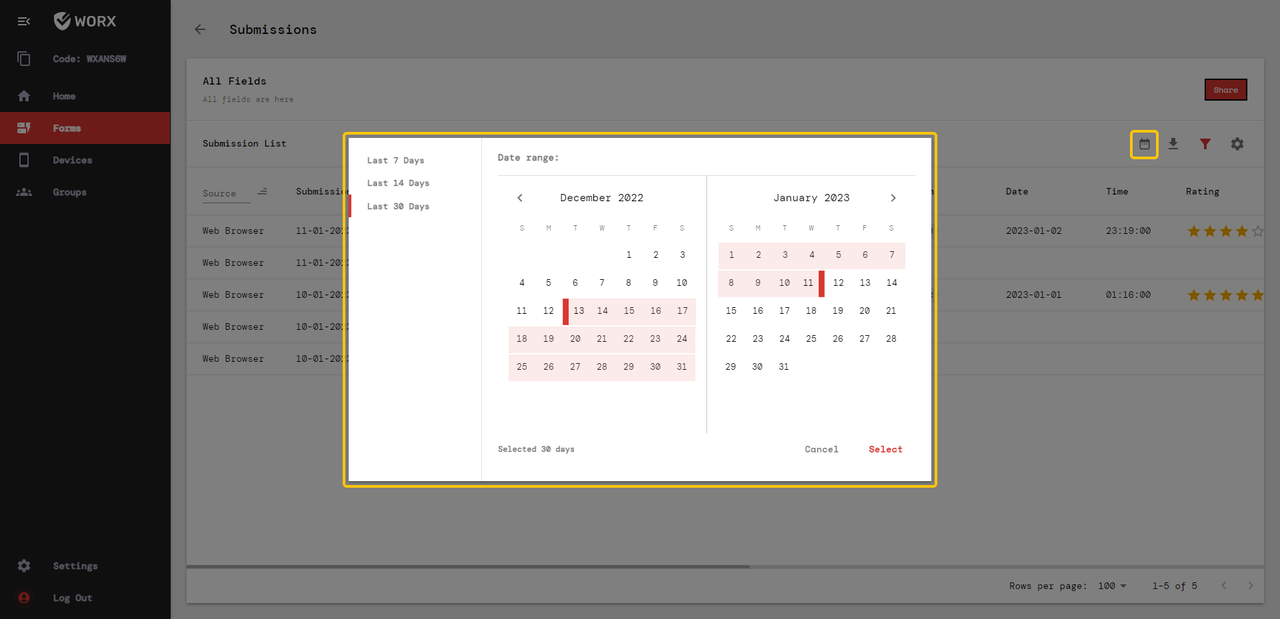 WORX
Code: WXANS6W
Home
Forms
Devices
Groups
Settings
Log Out
Submissions
All Fields
All fields are here
Share
Submission List
Source Submissio Date Time Rating
Web Browser 11-01-20 2023-01-02 23:19:00
Web Browser 11-01-20
Web Browser 10-01-20 2023-01-01 01:16:00
Web Browser 10-01-20
Web Browser 10-01-20
Rows per page: 100 1-5 of 5
Last 7 Days
Last 14 Days
Last 30 Days
Date range:
December 2022
S M T W T F S
1 2 3
4 5 6 7 8 9 10
11 12 13 14 15 16 17
18 19 20 21 22 23 24
25 26 27 28 29 30 31
January 2023
S M T W T F S
1 2 3 4 5 6 7
8 9 10 11 12 13 14
15 16 17 18 19 20 21
22 23 24 25 26 27 28
29 30 31
Selected 30 days
Cancel Select